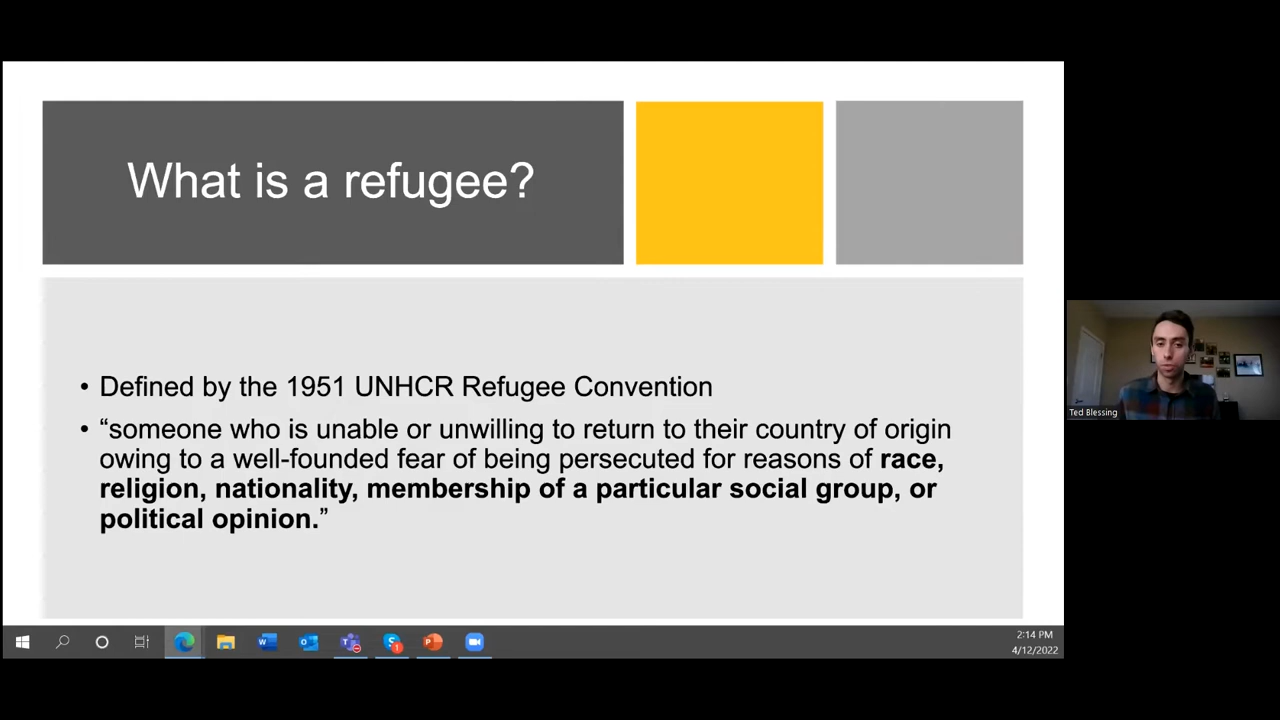 What is a refugee?
• Defined by the 1951 UNHCR Refugee Convention
• “someone who is unable or unwilling to return to their country of origin
owing to a well-founded fear of being persecuted for reasons of race,
religion, nationality, membership of a particular social group, or
political opinion.”
Ted Blessing
2:14 PM
4/12/2022